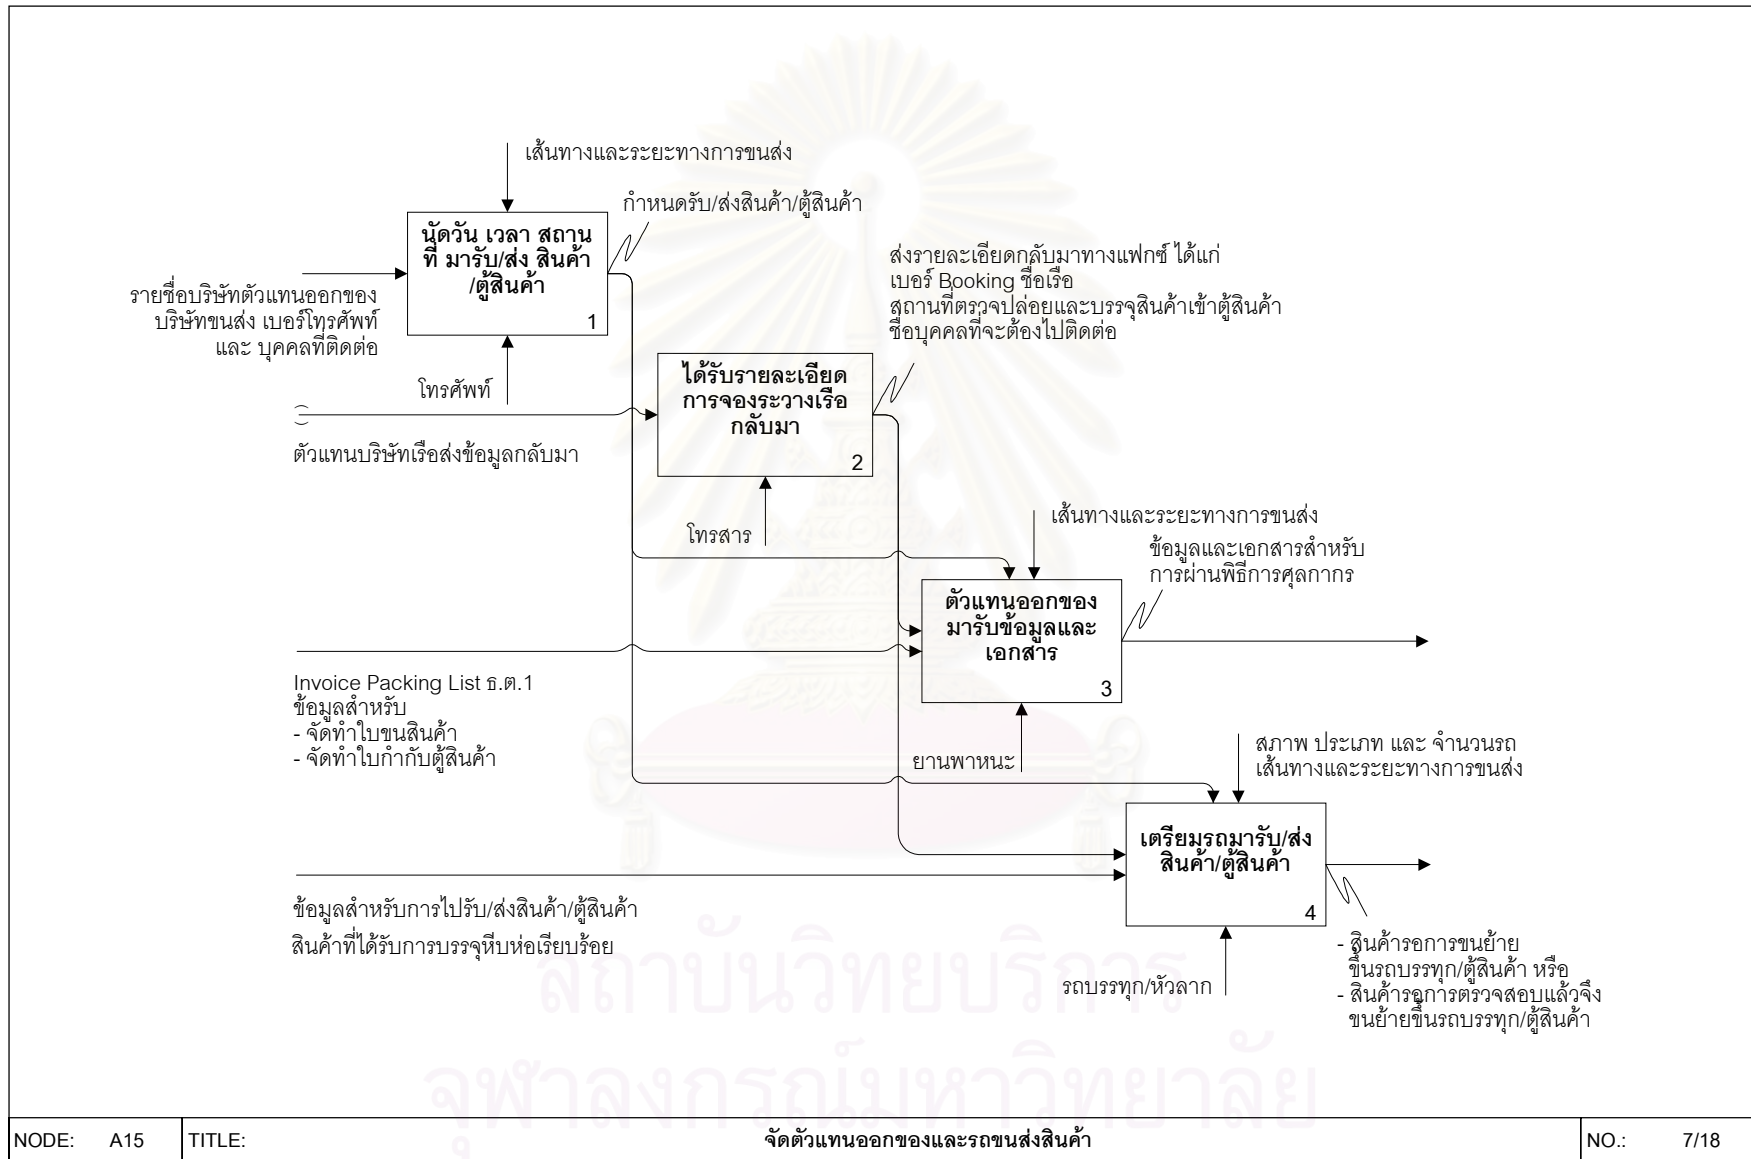 เส้นทางและระยะทางการขนส่ง
กำหนดรับ/ส่งสินค้า/ตู้สินค้า
นัดวัน เวลา สถาน
ที่ มารับ/ส่ง สินค้า
/ตู้สินค้า
1
รายชื่อบริษัทตัวแทนออกของ
บริษัทขนส่ง เบอร์โทรศัพท์
และ บุคคลที่ติดต่อ
โทรศัพท์
ส่งรายละเอียดกลับมาทางแฟกซ์ ได้แก่
เบอร์ Booking ชื่อเรือ
สถานที่ตรวจปล่อยและบรรจุสินค้าเข้าตู้สินค้า
ชื่อบุคคลที่จะต้องไปติดต่อ
ได้รับรายละเอียด
การจองระวางเรือ
กลับมา
2
ตัวแทนบริษัทเรือส่งข้อมูลกลับมา
โทรสาร
เส้นทางและระยะทางการขนส่ง
ข้อมูลและเอกสารสำหรับ
การผ่านพิธีการศุลกากร
ตัวแทนออกของ
มารับข้อมูลและ
เอกสาร
3
Invoice Packing List ธ.ต.1
ข้อมูลสำหรับ
- จัดทำใบขนสินค้า
- จัดทำใบกำกับตู้สินค้า
ยานพาหนะ
สภาพ ประเภท และ จำนวนรถ
เส้นทางและระยะทางการขนส่ง
เตรียมรถมารับ/ส่ง
สินค้า/ตู้สินค้า
4
ข้อมูลสำหรับการไปรับ/ส่งสินค้า/ตู้สินค้า
สินค้าที่ได้รับการบรรจุหีบห่อเรียบร้อย
รถบรรทุก/หัวลาก
- สินค้ารอการขนย้าย
ขึ้นรถบรรทุก/ตู้สินค้า หรือ
- สินค้ารอการตรวจสอบแล้วจึง
ขนย้ายขึ้นรถบรรทุก/ตู้สินค้า
สถาบันวิทยบริการ
จุฬาลงกรณ์มหาวิทยาลัย
NODE: A15 TITLE: จัดตัวแทนออกของและรถขนส่งสินค้า NO.: 7/18